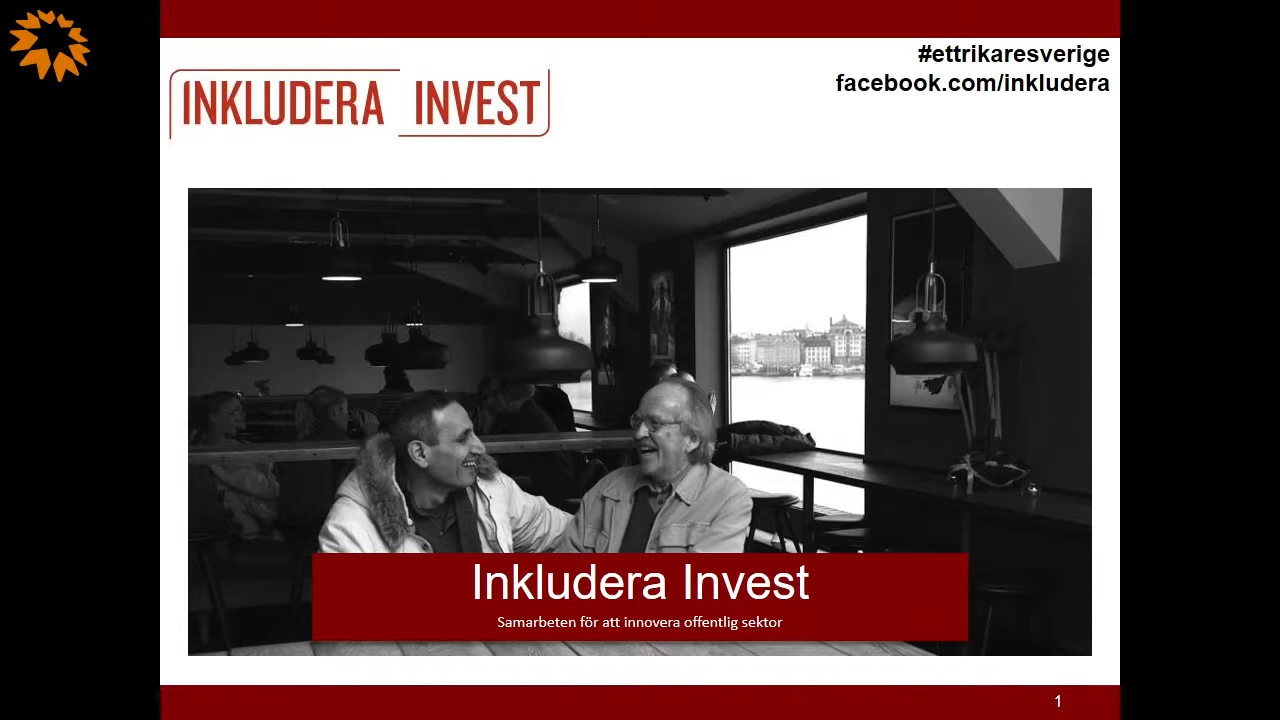 #ettrikaresverige
facebook.com/inkludera
INKLUDERA INVEST
Inkludera Invest
Samarbeten för att innovera offentlig sektor
1